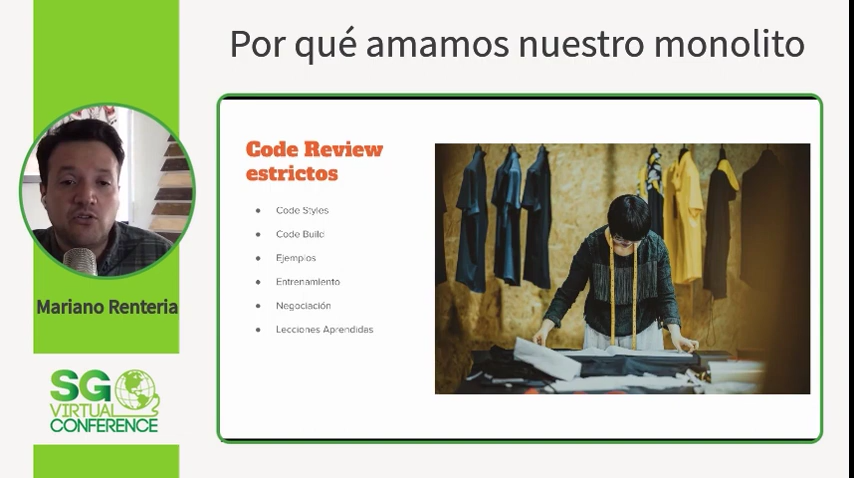 Por qué amamos nuestro monolito
Code Review
estrictos
Code Styles
Code Build
Ejemplos
Entrenamiento
Negociación
Lecciones Aprendidas
Mariano Renteria
SG
VIRTUAL
CONFERENCE